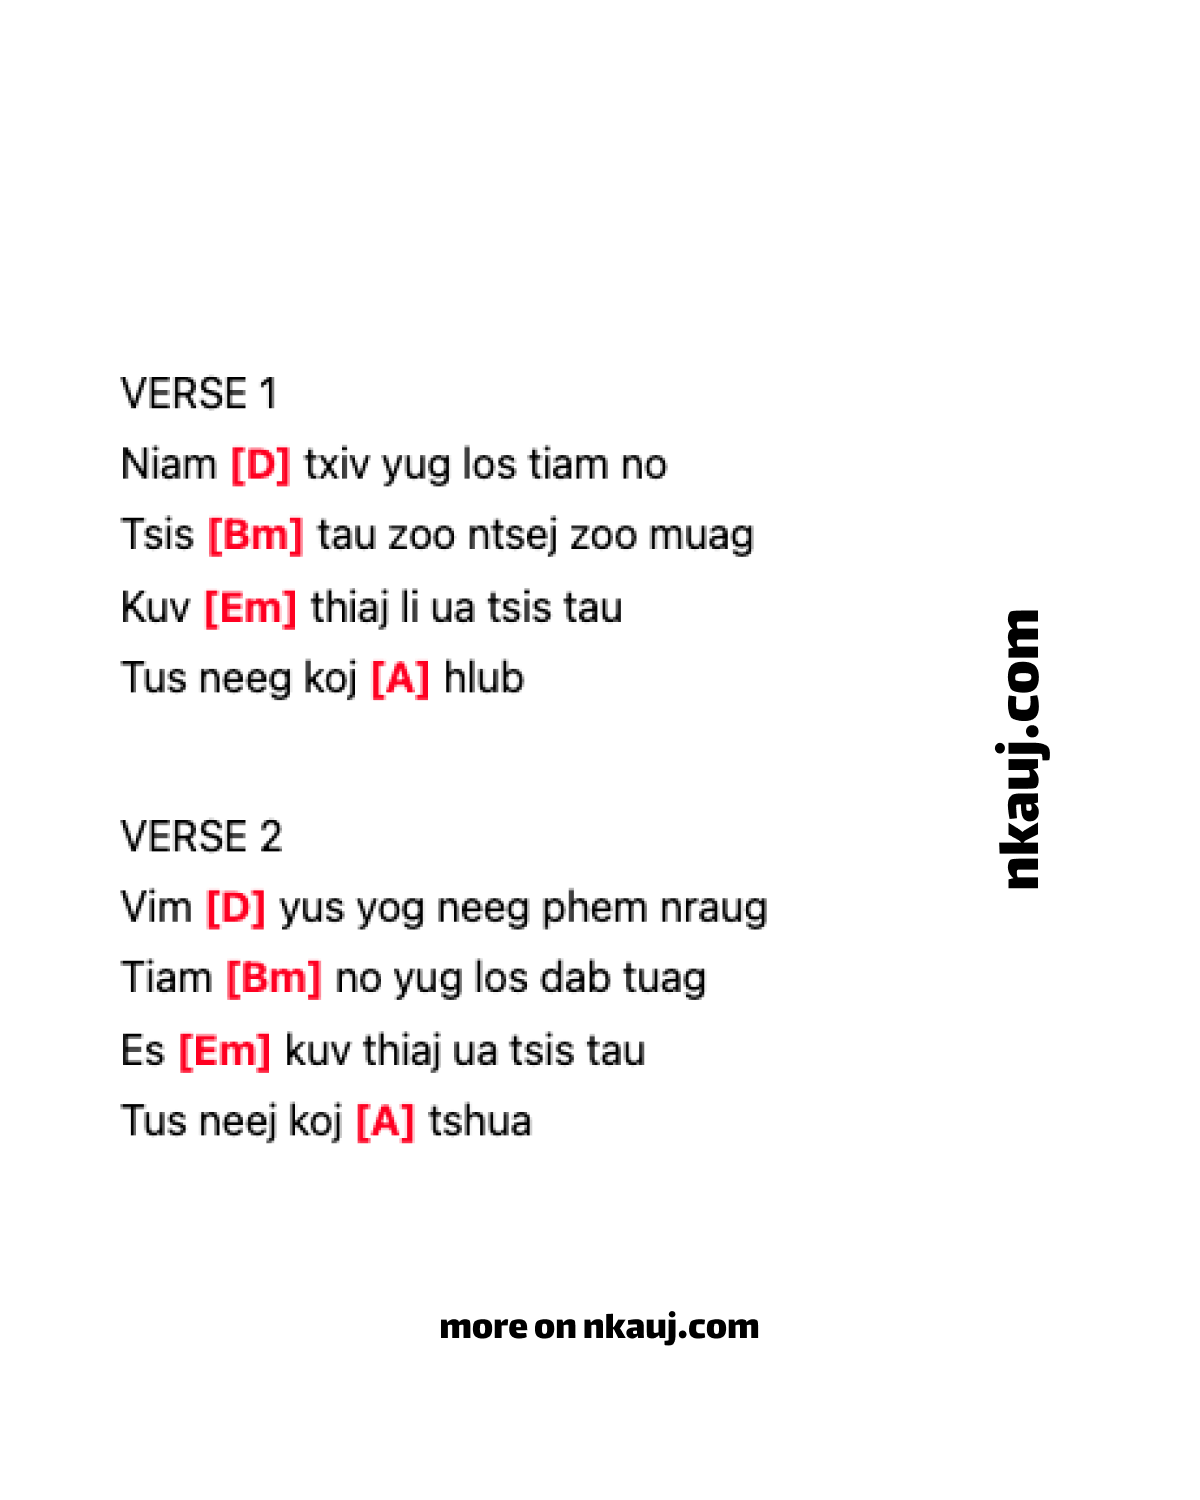 VERSE 1
Niam [D] txiv yug los tiam no
Tsis [Bm] tau zoo ntsej zoo muag
Kuv [Em] thiaj li ua tsis tau
Tus neeg koj [A] hlub
VERSE 2
Vim [D] yus yog neeg phem nraug
Tiam [Bm] no yug los dab tuag
Es [Em] kuv thiaj ua tsis tau
Tus neej koj [A] tshua
nkauj.com
more on nkauj.com